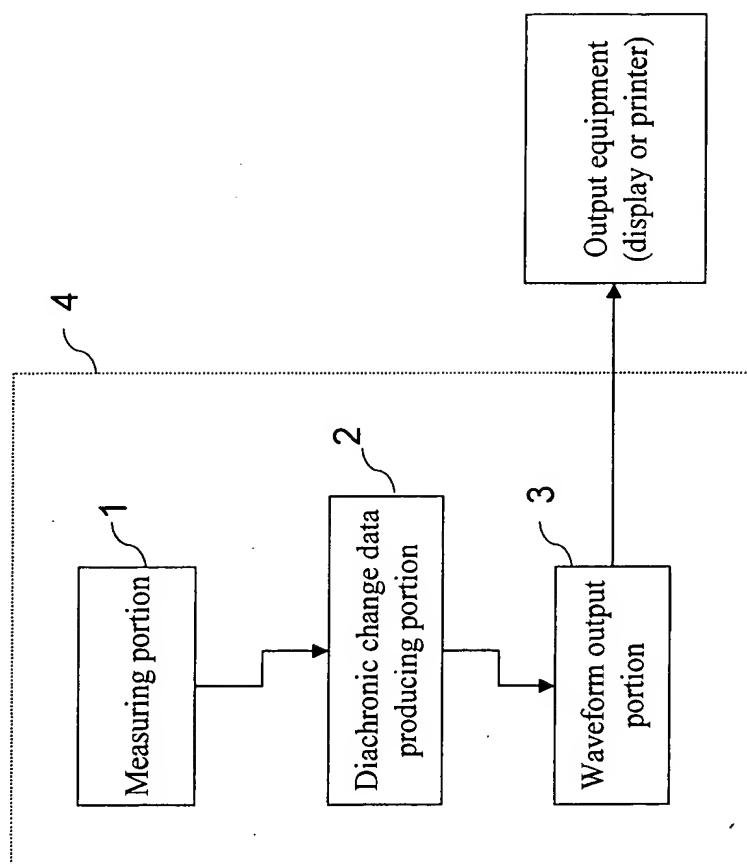 4
1
Measuring portion
2
Diachronic change data
producing portion
3
Waveform output
portion
Output equipment
(display or printer)